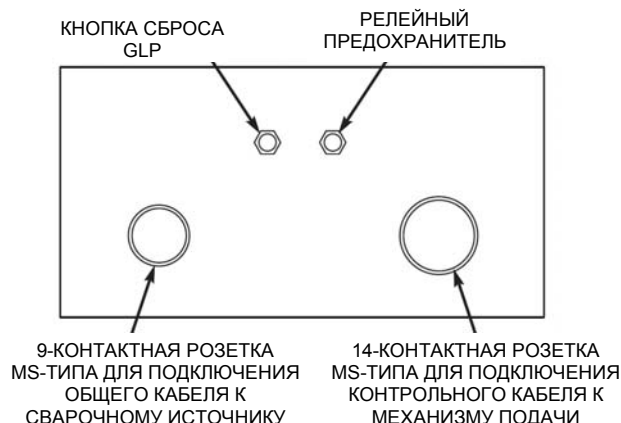 КНОПКА СБРОСА
GLP
РЕЛЕЙНЫЙ
ПРЕДОХРАНИТЕЛЬ
9-КОНТАКТНАЯ РОЗЕТКА
MS-ТИПА ДЛЯ ПОДКЛЮЧЕНИЯ
ОБЩЕГО КАБЕЛЯ К
СВАРОЧНОМУ ИСТОЧНИКУ
14-КОНТАКТНАЯ РОЗЕТКА
MS-ТИПА ДЛЯ ПОДКЛЮЧЕНИЯ
КОНТРОЛЬНОГО КАБЕЛЯ К
МЕХАНИЗМУ ПОДАЧИ